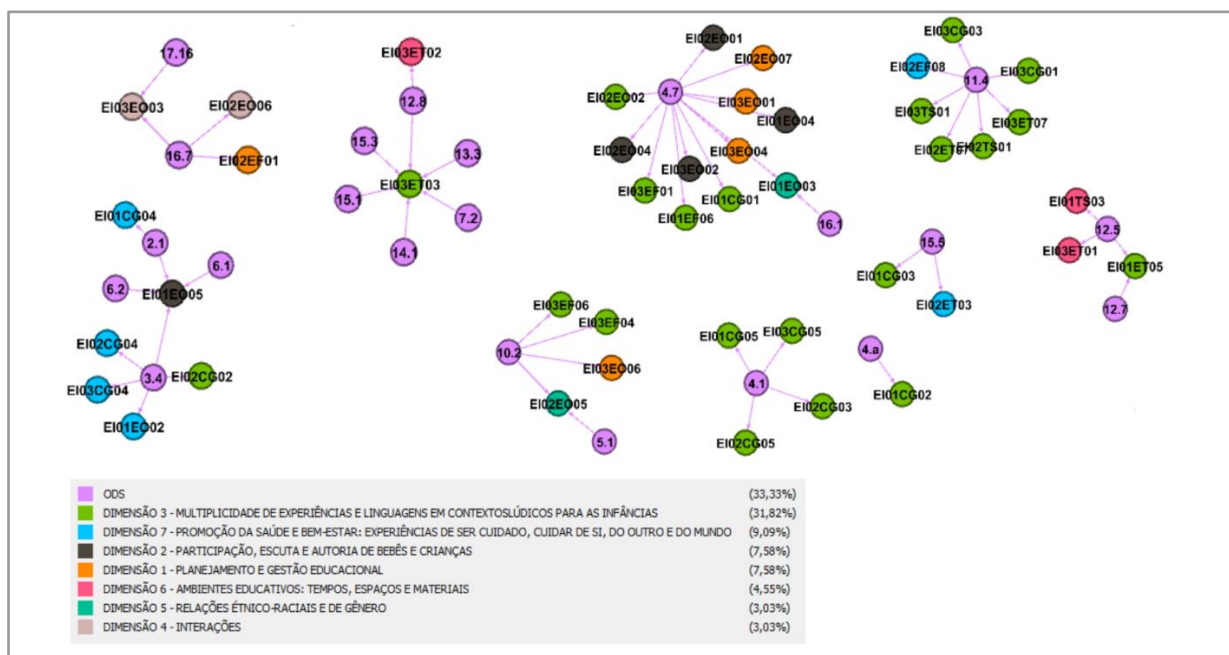 17.16
EI03EO03
EI02EO06
16.7
EI02EF01
EI03ET02
12.8
15.3
13.3
EI03ET03
15.1
7.2
14.1
EI02EO01
EI02EO07
4.7
EI02EO02
EI03EO01
EI01EO04
EI02EO04
EI03EO04
EI03EO02
EI01EO03
EI03EF01
EI01CG01
EI01EF06
16.1
EI03CG03
EI02EF08
11.4
EI03CG01
EI03TS01
EI03ET07
EI02ET07
EI02TS01
EI01CG04
2.1
6.1
6.2
EI01EO05
EI02CG04
3.4
EI02CG02
EI03CG04
EI01EO02
EI03EF06
EI03EF04
10.2
EI03EO06
EI02EO05
5.1
EI01CG05
EI03CG05
4.1
EI02CG03
EI02CG05
15.5
EI01CG03
EI02ET03
4.a
EI01CG02
EI01TS03
12.5
EI03ET01
EI01ET05
12.7
ODS (33,33%)
DIMENSÃO 3 - MULTIPLICIDADE DE EXPERIÊNCIAS E LINGUAGENS EM CONTEXTOSLÚDICOS PARA AS INFÂNCIAS (31,82%)
DIMENSÃO 7 - PROMOÇÃO DA SAÚDE E BEM-ESTAR: EXPERIÊNCIAS DE SER CUIDADO, CUIDAR DE SI, DO OUTRO E DO MUNDO (9,09%)
DIMENSÃO 2 - PARTICIPAÇÃO, ESCUTA E AUTORIA DE BEBÊS E CRIANÇAS (7,58%)
DIMENSÃO 1 - PLANEJAMENTO E GESTÃO EDUCACIONAL (7,58%)
DIMENSÃO 6 - AMBIENTES EDUCATIVOS: TEMPOS, ESPAÇOS E MATERIAIS (4,55%)
DIMENSÃO 5 - RELAÇÕES ÉTNICO-RACIAIS E DE GÊNERO (3,03%)
DIMENSÃO 4 - INTERAÇÕES (3,03%)